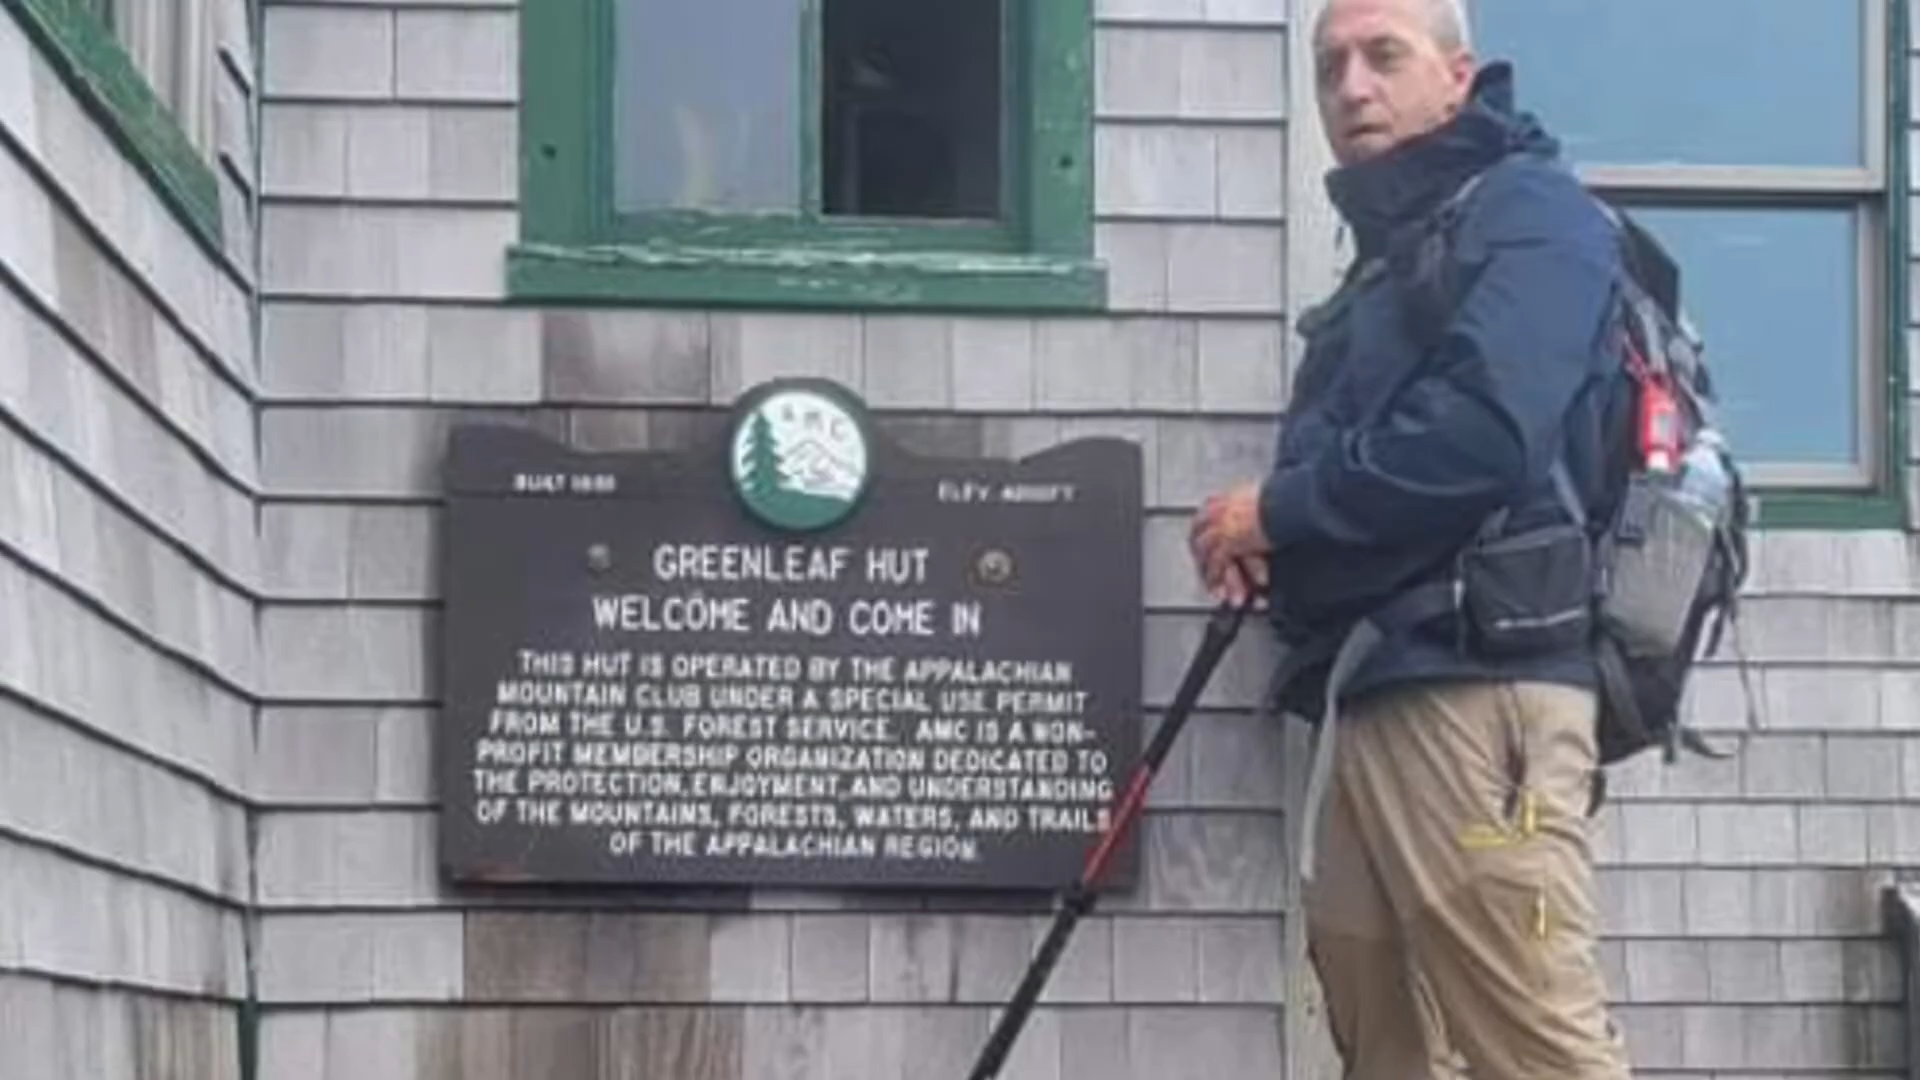 AMC
BUILT
ELEV.
GREENLEAF HUT
WELCOME AND COME IN
THIS HUT IS OPERATED BY THE APPALACHIAN
MOUNTAIN CLUB UNDER A SPECIAL USE PERMIT
FROM THE U.S. FOREST SERVICE. AMC IS A NON-
PROFIT MEMBERSHIP ORGANIZATION DEDICATED TO
THE PROTECTION, ENJOYMENT, AND UNDERSTANDING
OF THE MOUNTAINS, FORESTS, WATERS, AND TRAILS
OF THE APPALACHIAN REGION.